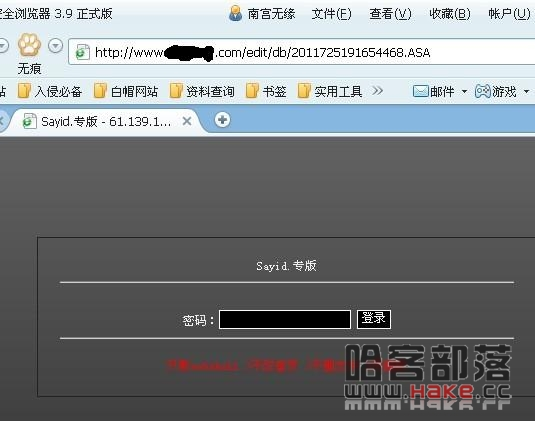 全浏览器 3.9 正式版 南宫无缘 文件(F) 查看(V) 收藏(B) 帐户(U)
无痕 http://www .com/edit/db/2011725191654468.ASA
站 入侵必备 白帽网站 资料查询 书签 实用工具 >> 邮件 游戏
Sayid.专版 - 61.139.1...
Sayid.专版
密码: 登录
哈客部落
www.Hake.cc